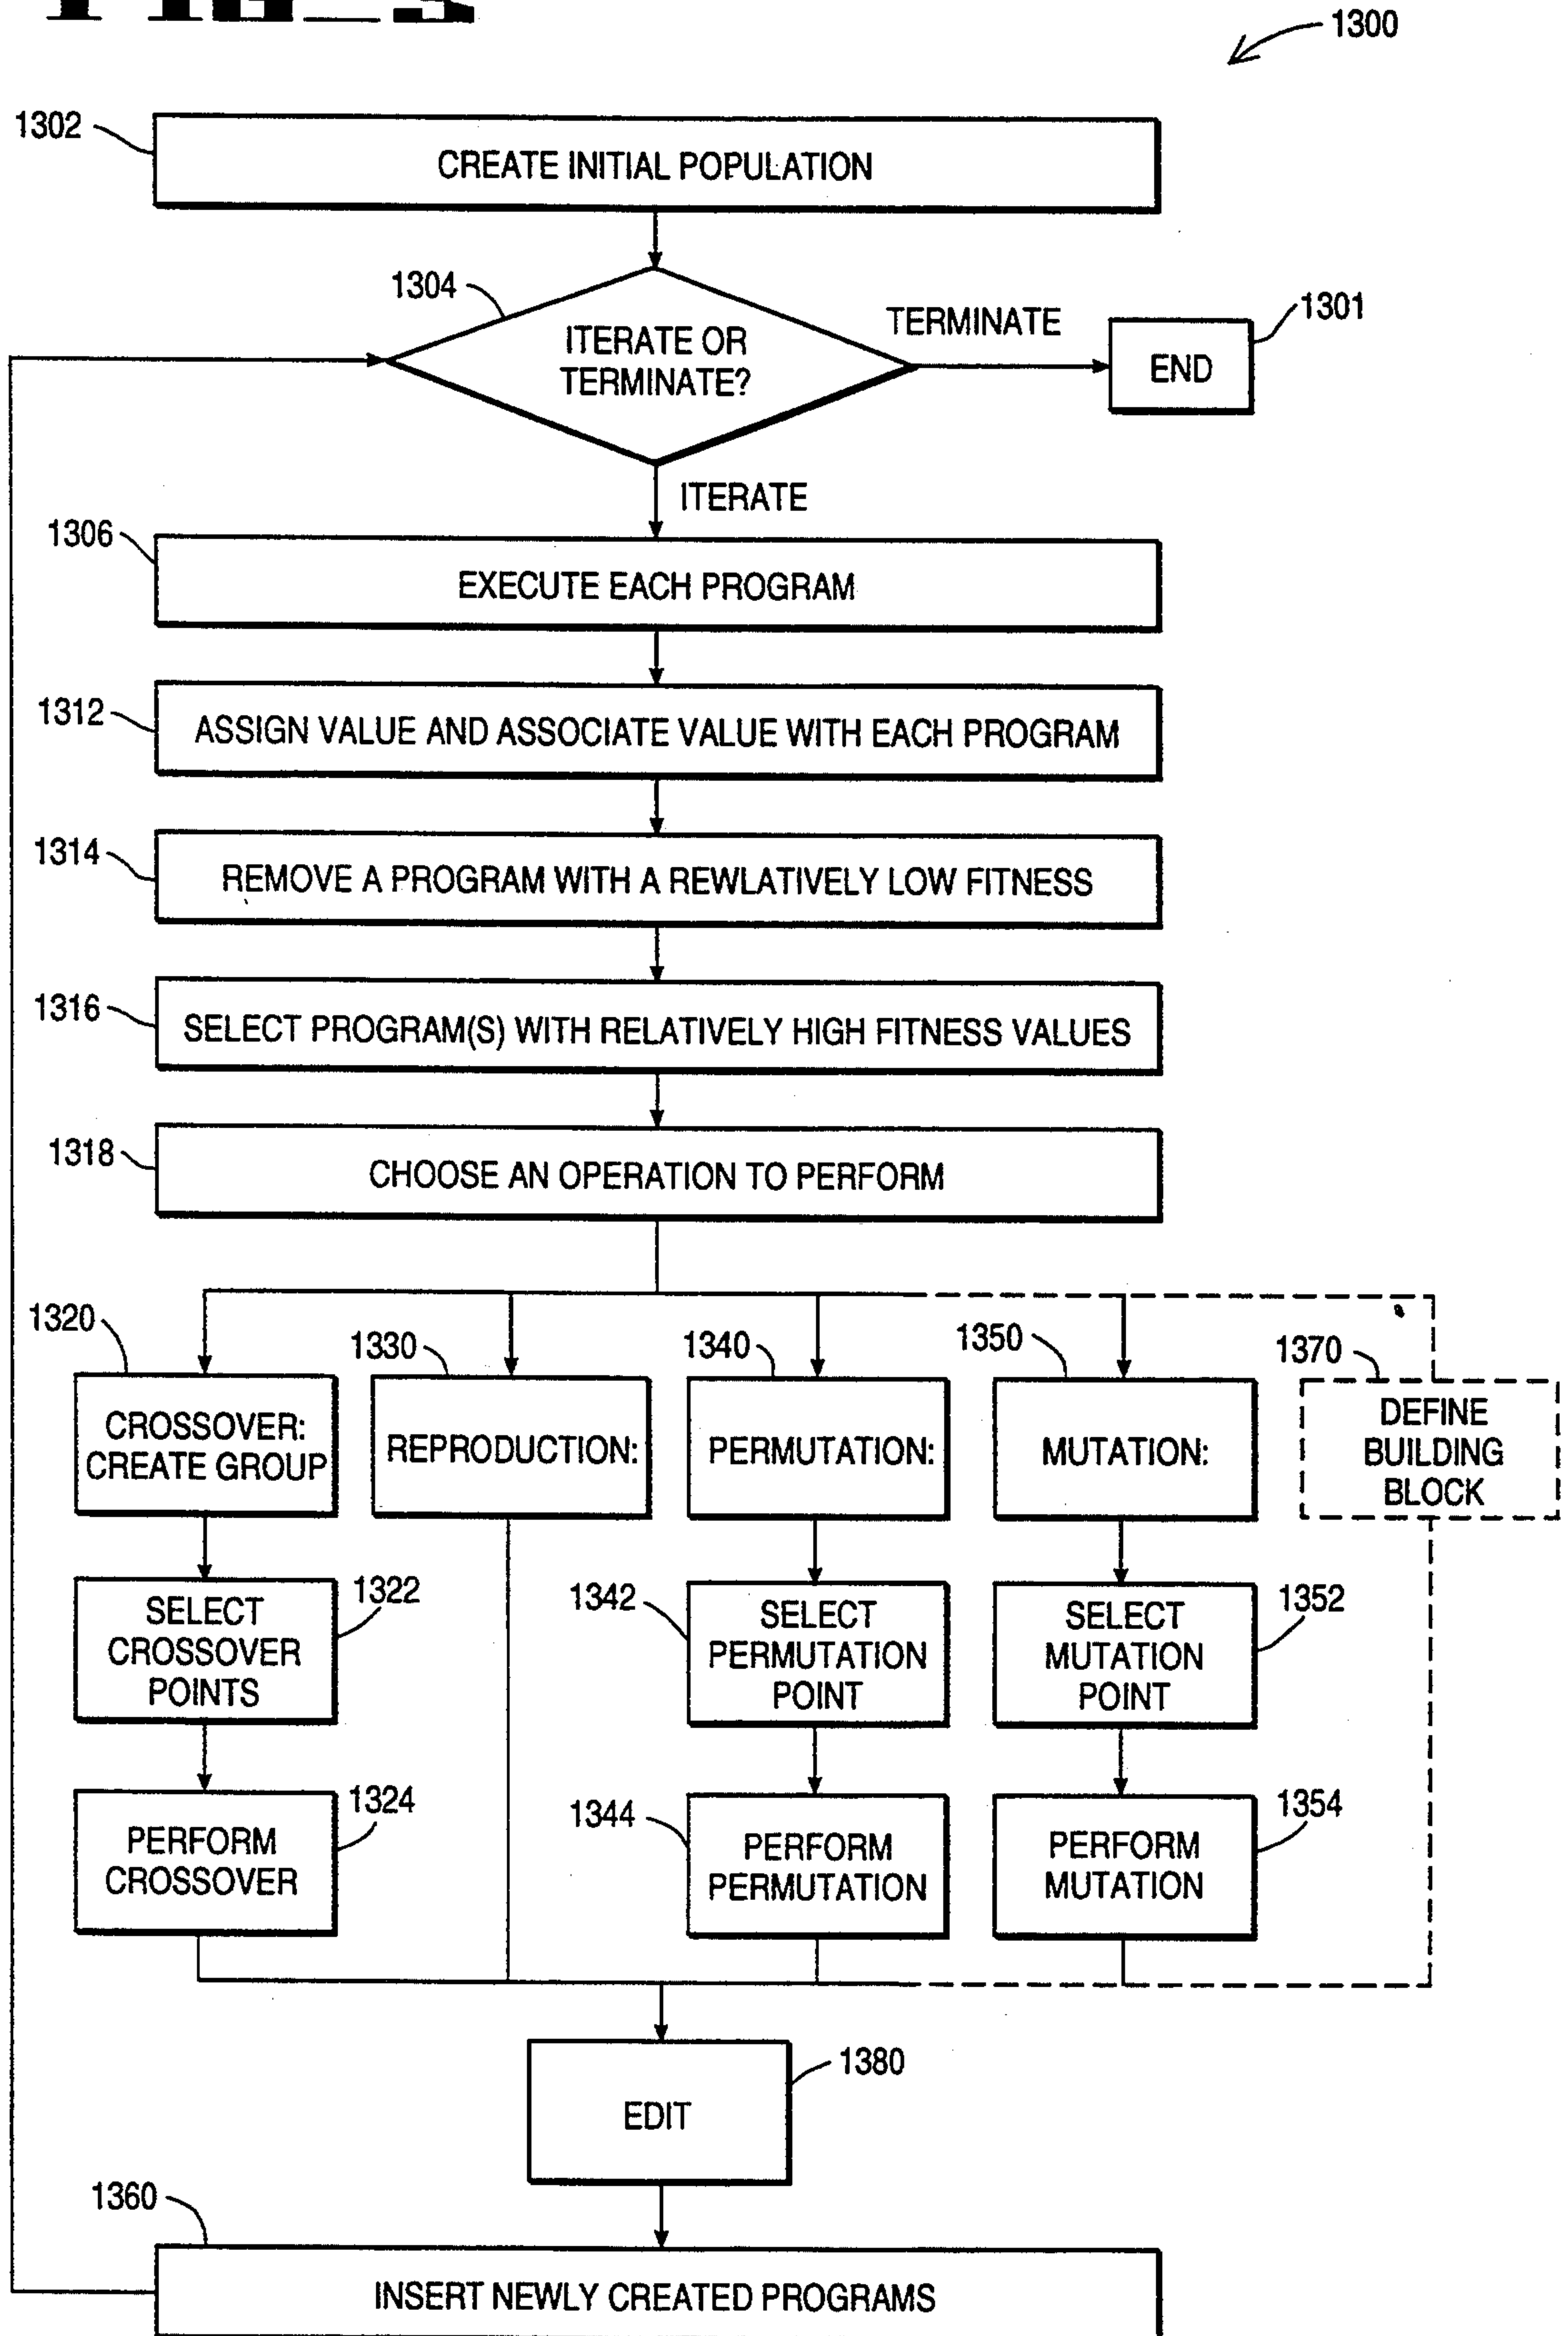 1300
1302
CREATE INITIAL POPULATION
1304
ITERATE OR
TERMINATE?
TERMINATE
1301
END
ITERATE
1306
EXECUTE EACH PROGRAM
1312
ASSIGN VALUE AND ASSOCIATE VALUE WITH EACH PROGRAM
1314
REMOVE A PROGRAM WITH A REWLATIVELY LOW FITNESS
1316
SELECT PROGRAM(S) WITH RELATIVELY HIGH FITNESS VALUES
1318
CHOOSE AN OPERATION TO PERFORM
1320
CROSSOVER:
CREATE GROUP
1330
REPRODUCTION:
1340
PERMUTATION:
1350
MUTATION:
1370
DEFINE
BUILDING
BLOCK
SELECT
CROSSOVER
POINTS
1322
1342
SELECT
PERMUTATION
POINT
SELECT
MUTATION
POINT
1352
PERFORM
CROSSOVER
1324
1344
PERFORM
PERMUTATION
PERFORM
MUTATION
1354
EDIT
1380
1360
INSERT NEWLY CREATED PROGRAMS